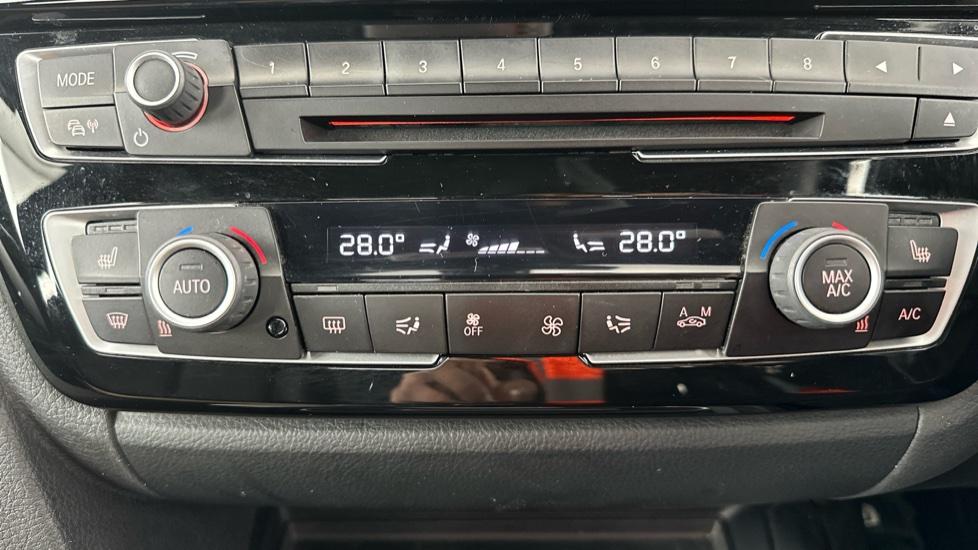 MODE 1 2 3 4 5 6 7 8
28.0° 28.0°
AUTO MAX A/C
OFF A M A/C